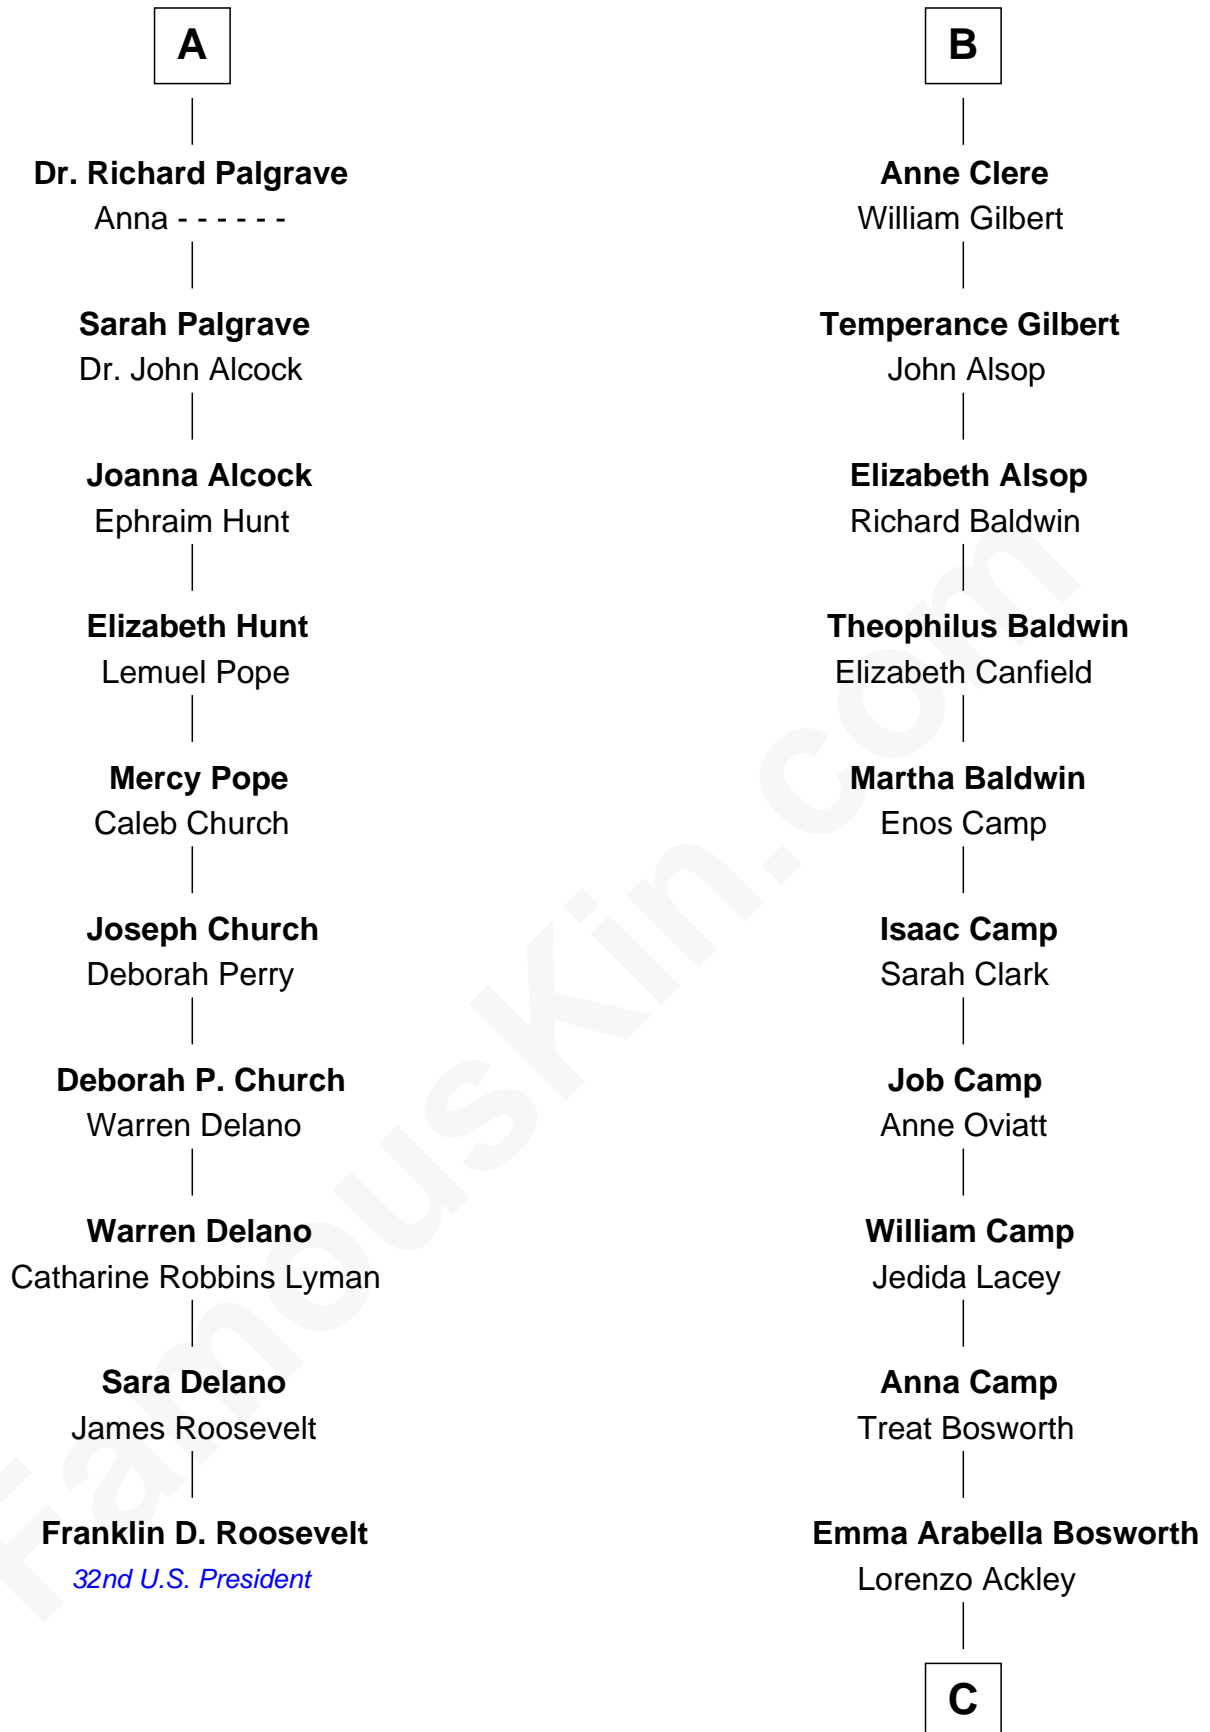 A
Dr. Richard Palgrave
Anna - - - - - -
Sarah Palgrave
Dr. John Alcock
Joanna Alcock
Ephraim Hunt
Elizabeth Hunt
Lemuel Pope
Mercy Pope
Caleb Church
Joseph Church
Deborah Perry
Deborah P. Church
Warren Delano
Warren Delano
Catharine Robbins Lyman
Sara Delano
James Roosevelt
Franklin D. Roosevelt
32nd U.S. President
B
Anne Clere
William Gilbert
Temperance Gilbert
John Alsop
Elizabeth Alsop
Richard Baldwin
Theophilus Baldwin
Elizabeth Canfield
Martha Baldwin
Enos Camp
Isaac Camp
Sarah Clark
Job Camp
Anne Oviatt
William Camp
Jedida Lacey
Anna Camp
Treat Bosworth
Emma Arabella Bosworth
Lorenzo Ackley
C
FamousKin.com